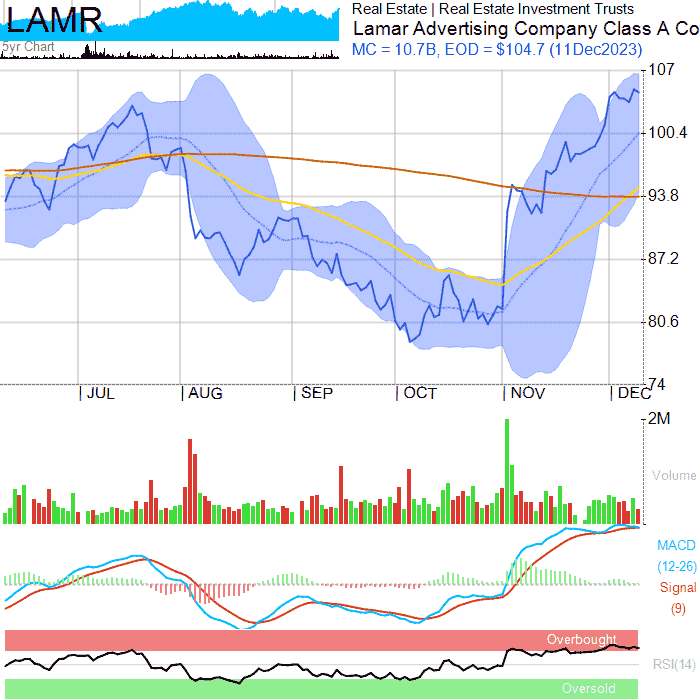 LAMR
5yr Chart
Real Estate | Real Estate Investment Trusts
Lamar Advertising Company Class A Co
MC = 10.7B, EOD = $104.7 (11Dec2023)
107
100.4
93.8
87.2
80.6
74
JUL AUG SEP OCT NOV DEC
2M
Volume
MACD
(12-26)
Signal
(9)
Overbought
RSI(14)
Oversold